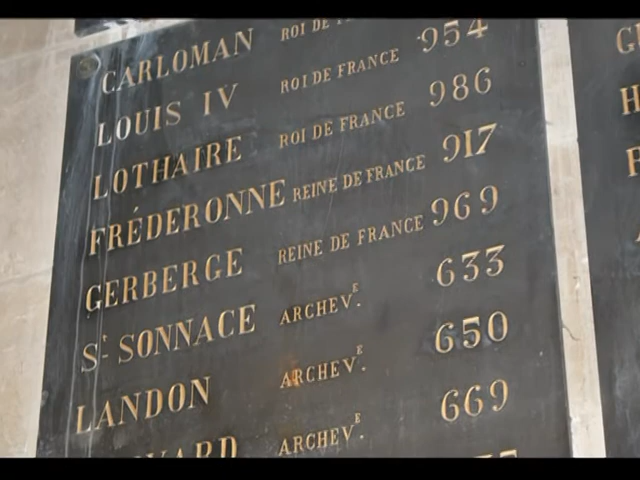 CARLOMAN ROI DE
LOUIS IV ROI DE FRANCE 954
LOTHAIRE ROI DE FRANCE 986
FRÉDERONNE REINE DE FRANCE 917
GERBERGE REINE DE FRANCE 969
St. SONNACE ARCHEV.E 633
LANDON ARCHEV.E 650
ARCHEV.E 669